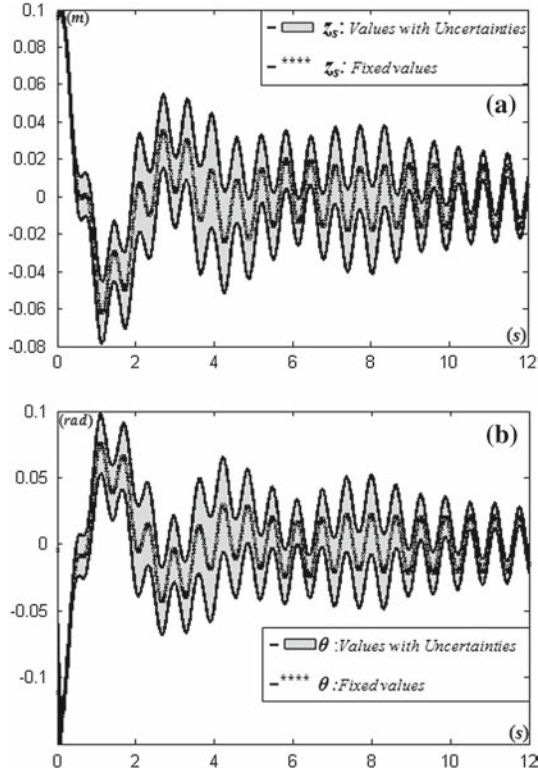 0.1
(m)
zs: Values with Uncertainties
**** zs: Fixed values
(a)
0.08
0.06
0.04
0.02
0
-0.02
-0.04
-0.06
-0.08
(s)
0 2 4 6 8 10 12
0.1
(rad)
(b)
0.05
0
-0.05
-0.1
θ :Values with Uncertainties
**** θ :Fixed values
(s)
0 2 4 6 8 10 12